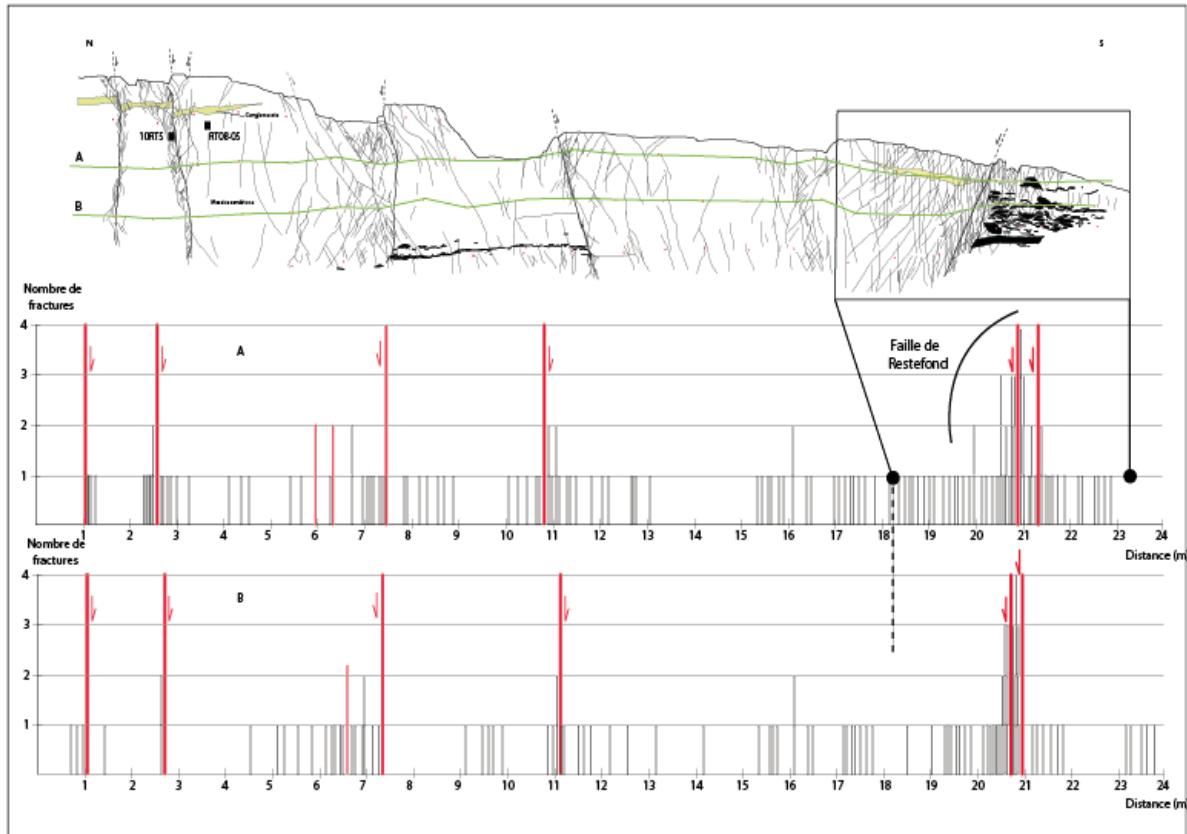 N
S
Conglomérats
10RT5
RT08-05
A
B
Nombre de
fractures
4
3
2
1
A
Faille de
Restefond
1 2 3 4 5 6 7 8 9 10 11 12 13 14 15 16 17 18 19 20 21 22 23 24
Distance (m)
Nombre de
fractures
4
3
2
1
B
1 2 3 4 5 6 7 8 9 10 11 12 13 14 15 16 17 18 19 20 21 22 23 24
Distance (m)